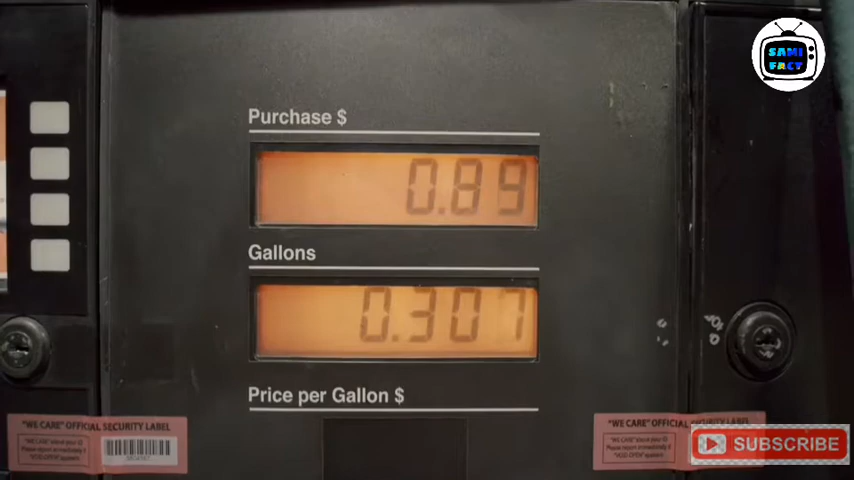 SAMI
FACT
Purchase $
0.89
Gallons
0.307
Price per Gallon $
"WE CARE" OFFICIAL SECURITY LABEL
"WE CARE" OFFICIAL SECURITY LABEL
SUBSCRIBE